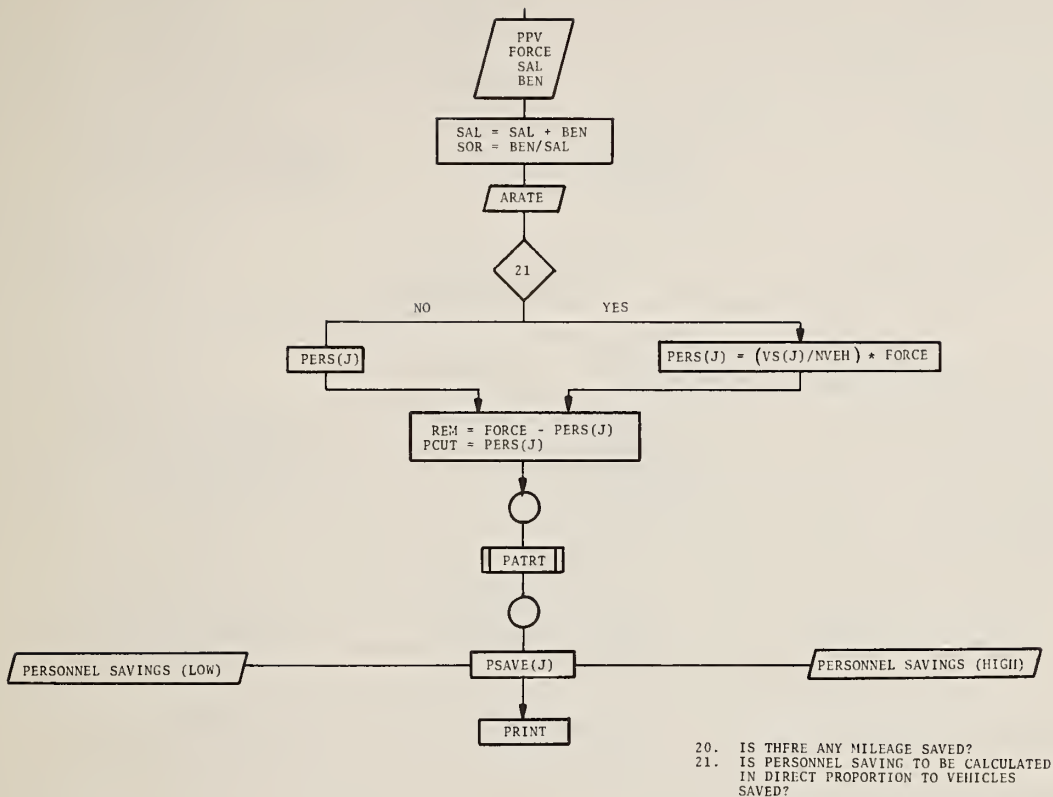 PPV
FORCE
SAL
BEN
SAL = SAL + BEN
SOR = BEN/SAL
ARATE
21
NO
YES
PERS(J)
PERS(J) = (VS(J)/NVEH) * FORCE
REM = FORCE - PERS(J)
PCUT = PERS(J)
PATRT
PERSONNEL SAVINGS (LOW)
PSAVE(J)
PERSONNEL SAVINGS (HIGH)
PRINT
20. IS THERE ANY MILEAGE SAVED?
21. IS PERSONNEL SAVING TO BE CALCULATED
IN DIRECT PROPORTION TO VEHICLES
SAVED?